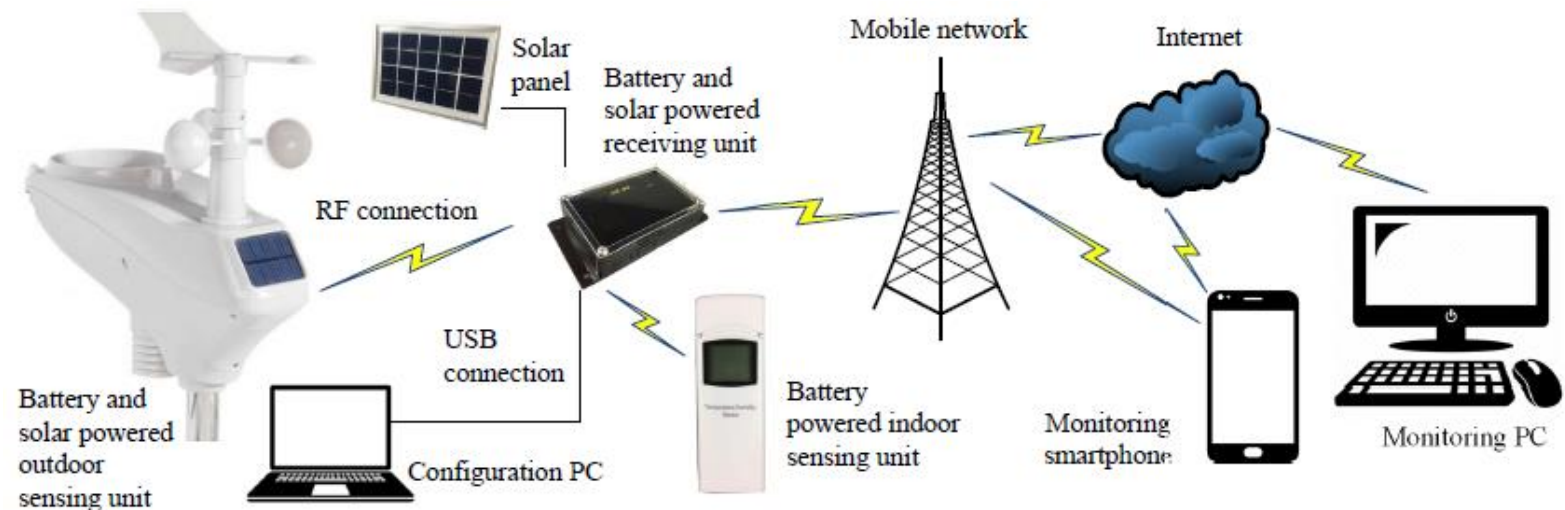 Solar
panel
Battery and
solar powered
receiving unit
Mobile network
Internet
RF connection
USB
connection
Battery and
solar powered
outdoor
sensing unit
Configuration PC
Battery
powered indoor
sensing unit
Monitoring
smartphone
Monitoring PC